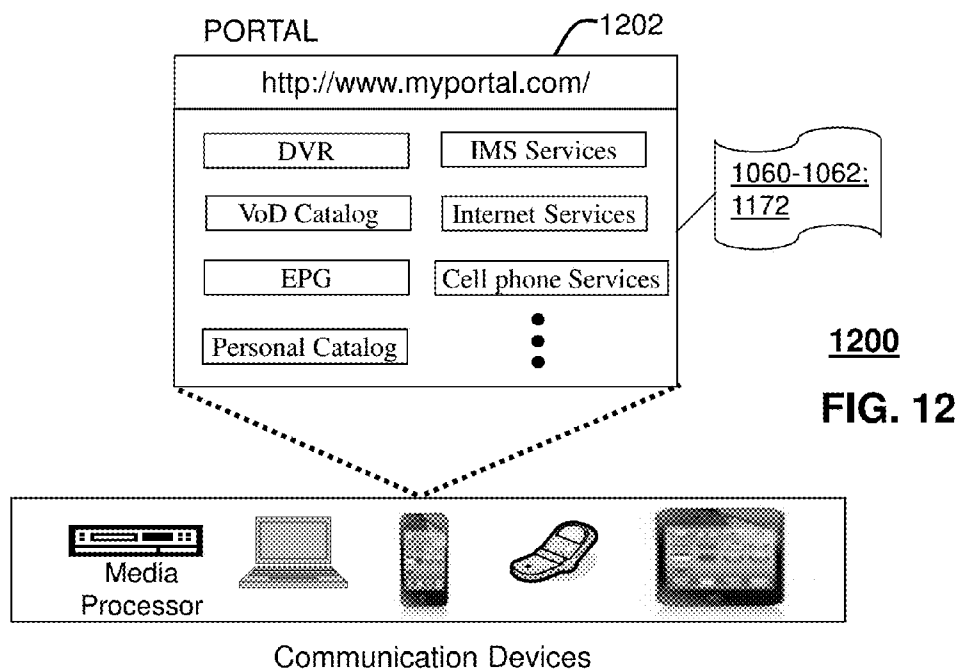 PORTAL
1202
http://www.myportal.com/
DVR
IMS Services
VoD Catalog
Internet Services
EPG
Cell phone Services
Personal Catalog
1060-1062;
1172
1200
FIG. 12
Media
Processor
Communication Devices